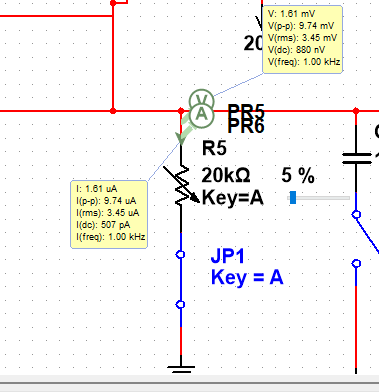 V: 1.61 mV
V(p-p): 9.74 mV
V(rms): 3.45 mV
V(dc): 880 nV
V(freq): 1.00 kHz
20
V
A
PR5
PR6
R5
20kΩ
Key=A
5 %
I: 1.61 uA
I(p-p): 9.74 uA
I(rms): 3.45 uA
I(dc): 507 pA
I(freq): 1.00 kHz
JP1
Key = A